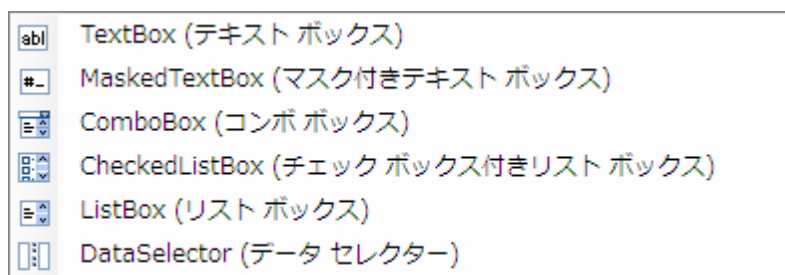 abl TextBox (テキスト ボックス)
#_ MaskedTextBox (マスク付きテキスト ボックス)
ComboBox (コンボ ボックス)
CheckedListBox (チェック ボックス付きリスト ボックス)
ListBox (リスト ボックス)
DataSelector (データ セレクター)